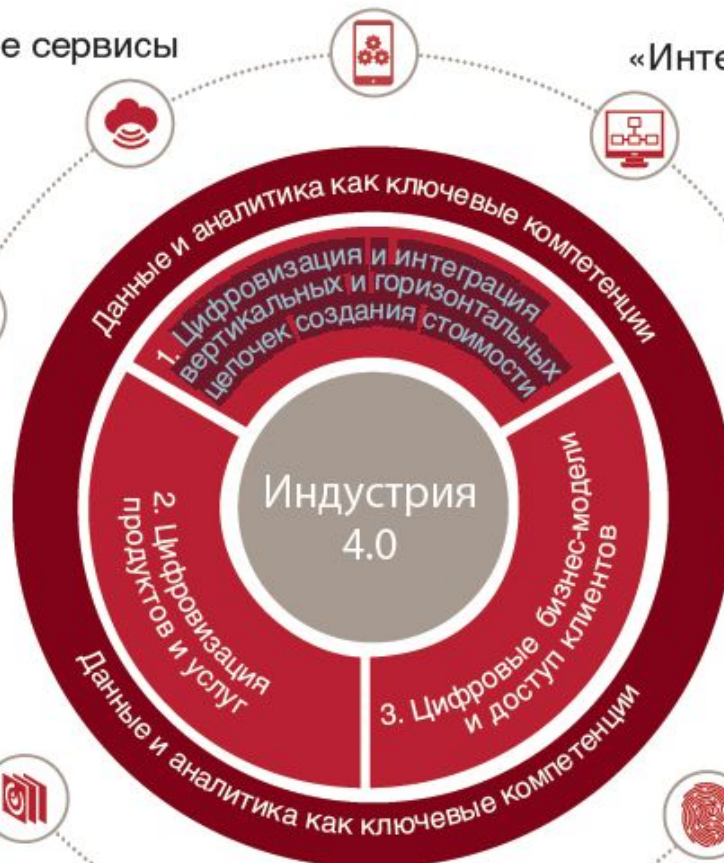 е сервисы
«Инте
Данные и аналитика как ключевые компетенции
1. Цифровизация и интеграция
вертикальных и горизонтальных
цепочек создания стоимости
Индустрия
4.0
2. Цифровизация
продуктов и услуг
3. Цифровые бизнес-модели
и доступ клиентов
Данные и аналитика как ключевые компетенции